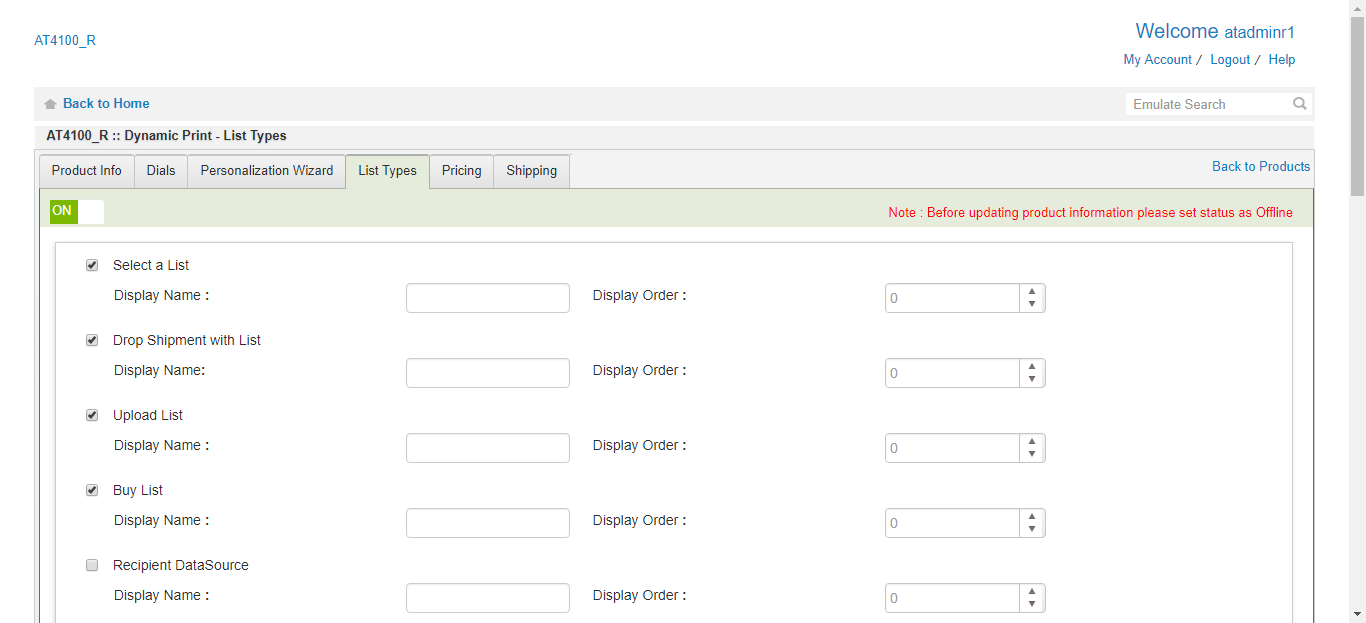 Welcome atadminr1
AT4100_R
My Account / Logout / Help
Back to Home
Emulate Search
AT4100_R :: Dynamic Print - List Types
Product Info Dials Personalization Wizard List Types Pricing Shipping Back to Products
ON Note : Before updating product information please set status as Offline
Select a List
Display Name : Display Order : 0
Drop Shipment with List
Display Name: Display Order : 0
Upload List
Display Name : Display Order : 0
Buy List
Display Name : Display Order : 0
Recipient DataSource
Display Name : Display Order : 0